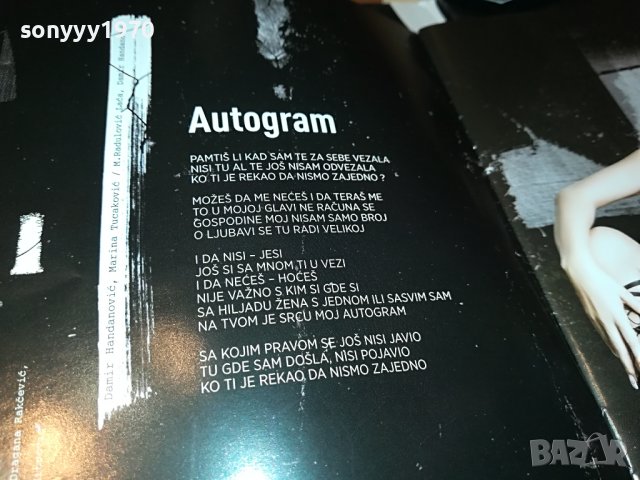 sonyyy1970
Autogram
PAMTIŠ LI KAD SAM TE ZA SEBE VEZALA
NISI TU AL TE JOŠ NISAM ODVEZALA
KO TI JE REKAO DA NISMO ZAJEDNO ?
MOŽEŠ DA ME NEĆEŠ I DA TERAŠ ME
TO U MOJOJ GLAVI NE RAČUNA SE
GOSPODINE MOJ NISAM SAMO BROJ
O LJUBAVI SE TU RADI VELIKOJ
I DA NISI - JESI
JOŠ SI SA MNOM TI U VEZI
I DA NEĆEŠ - HOĆEŠ
NIJE VAŽNO S KIM SI GDE SI
SA HILJADU ŽENA S JEDNOM ILI SASVIM SAM
NA TVOM JE SRCU MOJ AUTOGRAM
SA KOJIM PRAVOM SE JOŠ NISI JAVIO
TU GDE SAM DOŠLA, NISI POJAVIO
KO TI JE REKAO DA NISMO ZAJEDNO
Damir Handanović, Marina Tucaković / M.Radulović Laća, Damir Handano
Dragana Rakčević,
BAZAR